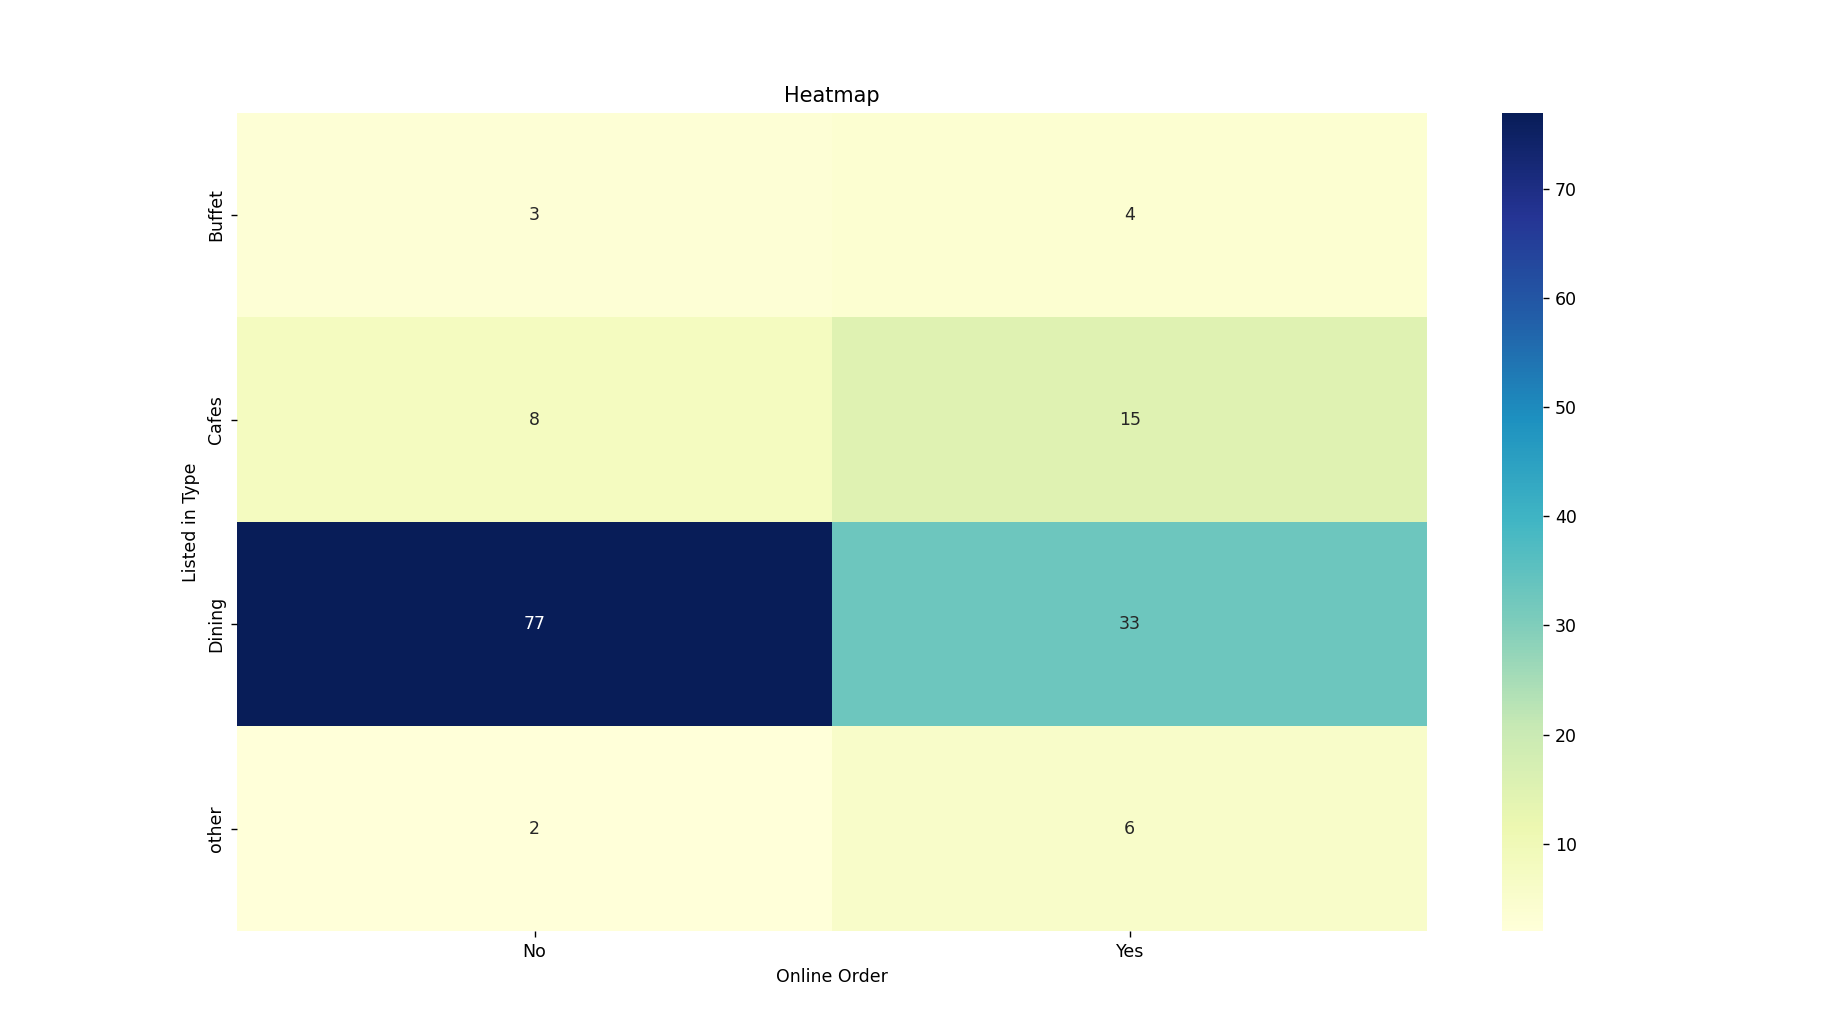 Heatmap
Buffet
3
4
Cafes
8
15
Dining
77
33
other
2
6
Listed in Type
No
Yes
Online Order
70
60
50
40
30
20
10